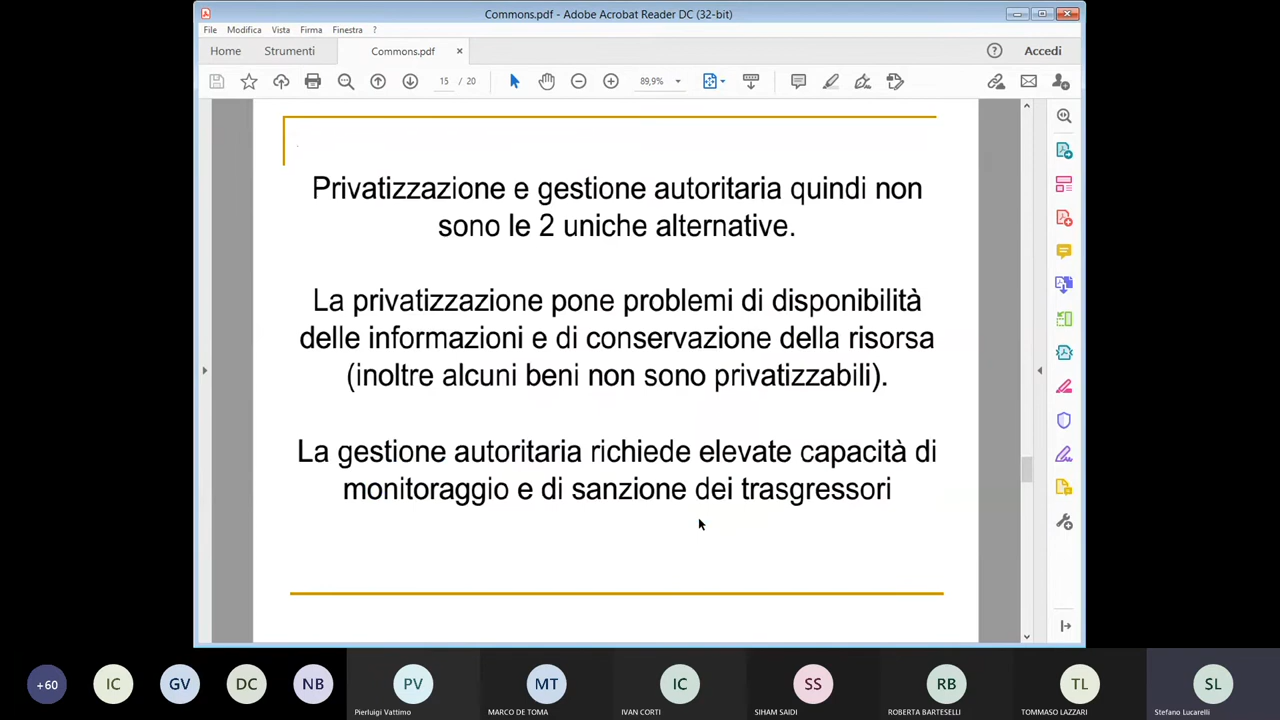 Commons.pdf - Adobe Acrobat Reader DC (32-bit)
File Modifica Vista Firma Finestra ?
Home Strumenti Commons.pdf × Accedi
15 / 20 89,9%
Privatizzazione e gestione autoritaria quindi non
sono le 2 uniche alternative.
La privatizzazione pone problemi di disponibilità
delle informazioni e di conservazione della risorsa
(inoltre alcuni beni non sono privatizzabili).
La gestione autoritaria richiede elevate capacità di
monitoraggio e di sanzione dei trasgressori
+60 IC GV DC NB PV MT IC SS RB TL SL
Pierluigi Vattimo MARCO DE TOMA IVAN CORTI SIHAM SAIDI ROBERTA BARTESELLI TOMMASO LAZZARI Stefano Lucarelli